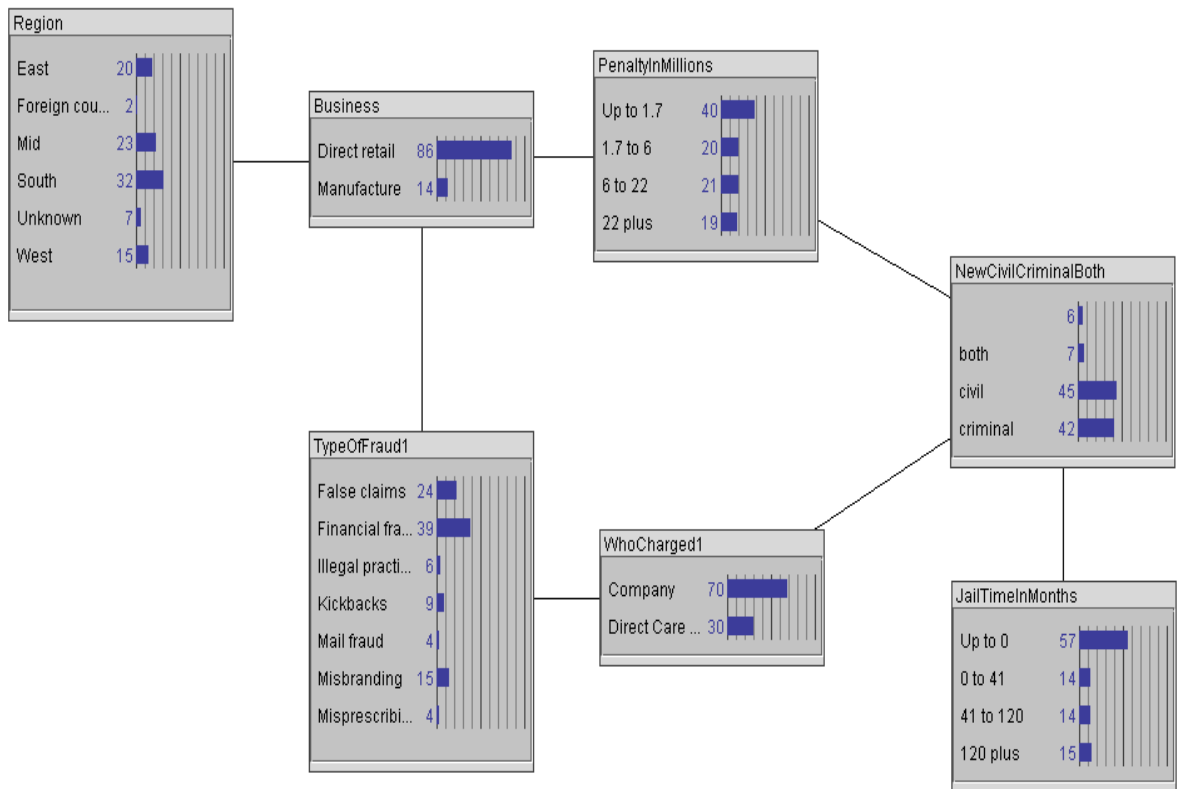 Region
East 20
Foreign cou... 2
Mid 23
South 32
Unknown 7
West 15
Business
Direct retail 86
Manufacture 14
PenaltyInMillions
Up to 1.7 40
1.7 to 6 20
6 to 22 21
22 plus 19
NewCivilCriminalBoth
6
both 7
civil 45
criminal 42
TypeOfFraud1
False claims 24
Financial fra... 39
Illegal practi... 6
Kickbacks 9
Mail fraud 4
Misbranding 15
Misprescribi... 4
WhoCharged1
Company 70
Direct Care ... 30
JailTimeInMonths
Up to 0 57
0 to 41 14
41 to 120 14
120 plus 15